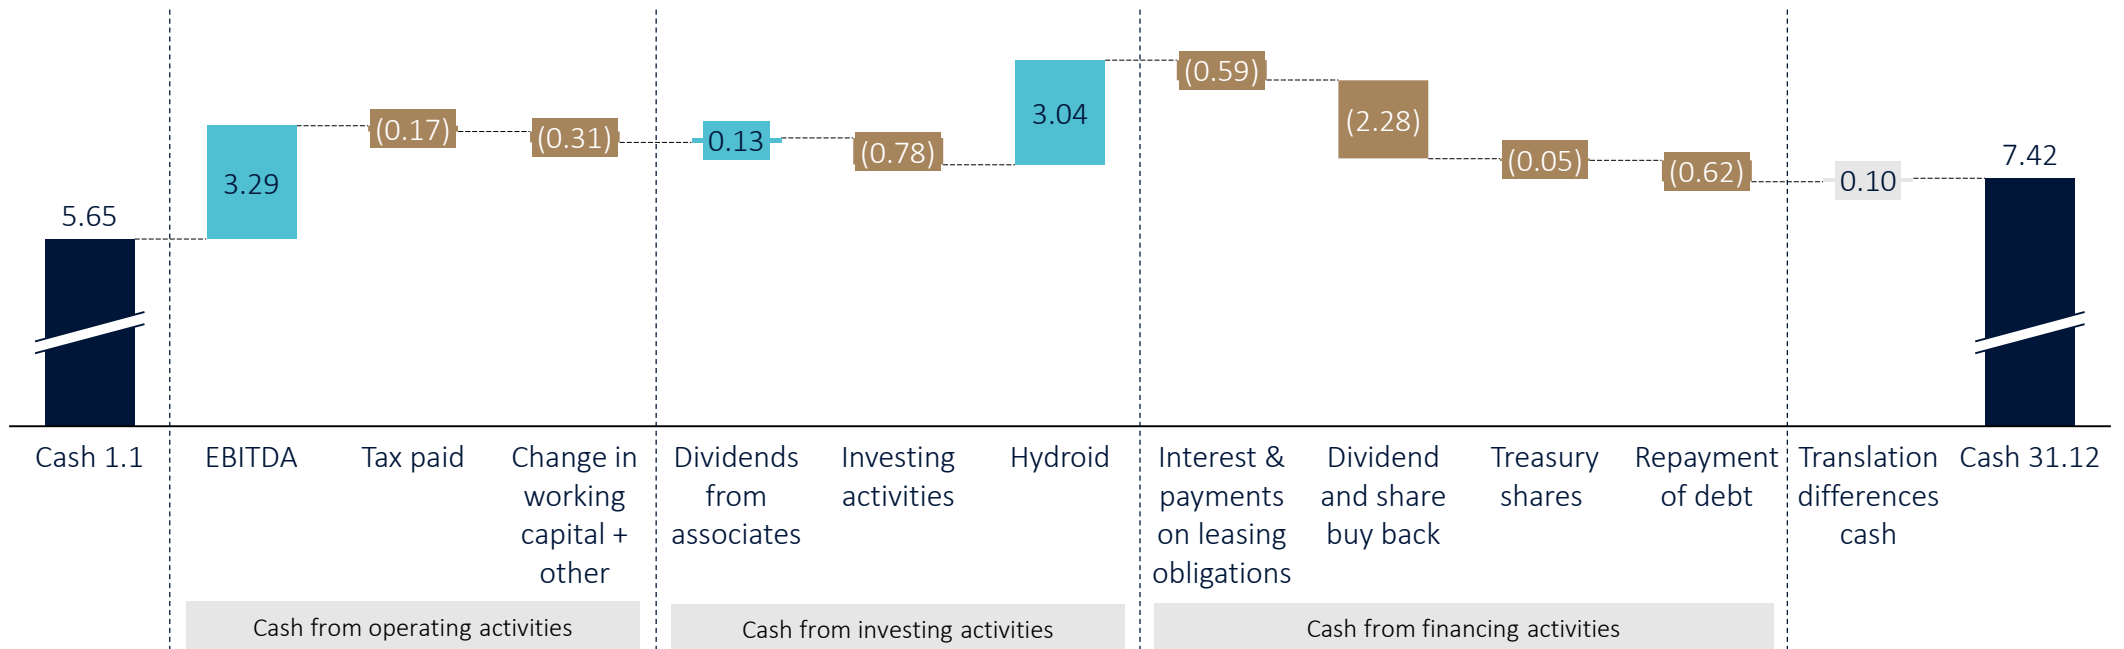 5.65
3.29
(0.17)
(0.31)
0.13
(0.78)
3.04
(0.59)
(2.28)
(0.05)
(0.62)
0.10
7.42
Cash 1.1
EBITDA
Tax paid
Change in
working
capital +
other
Dividends
from
associates
Investing
activities
Hydroid
Interest &
payments
on leasing
obligations
Dividend
and share
buy back
Treasury
shares
Repayment
of debt
Translation
differences
cash
Cash 31.12
Cash from operating activities
Cash from investing activities
Cash from financing activities